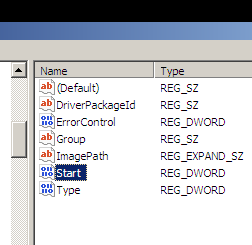 Name Type
(Default) REG_SZ
DriverPackageId REG_SZ
ErrorControl REG_DWORD
Group REG_SZ
ImagePath REG_EXPAND_SZ
Start REG_DWORD
Type REG_DWORD